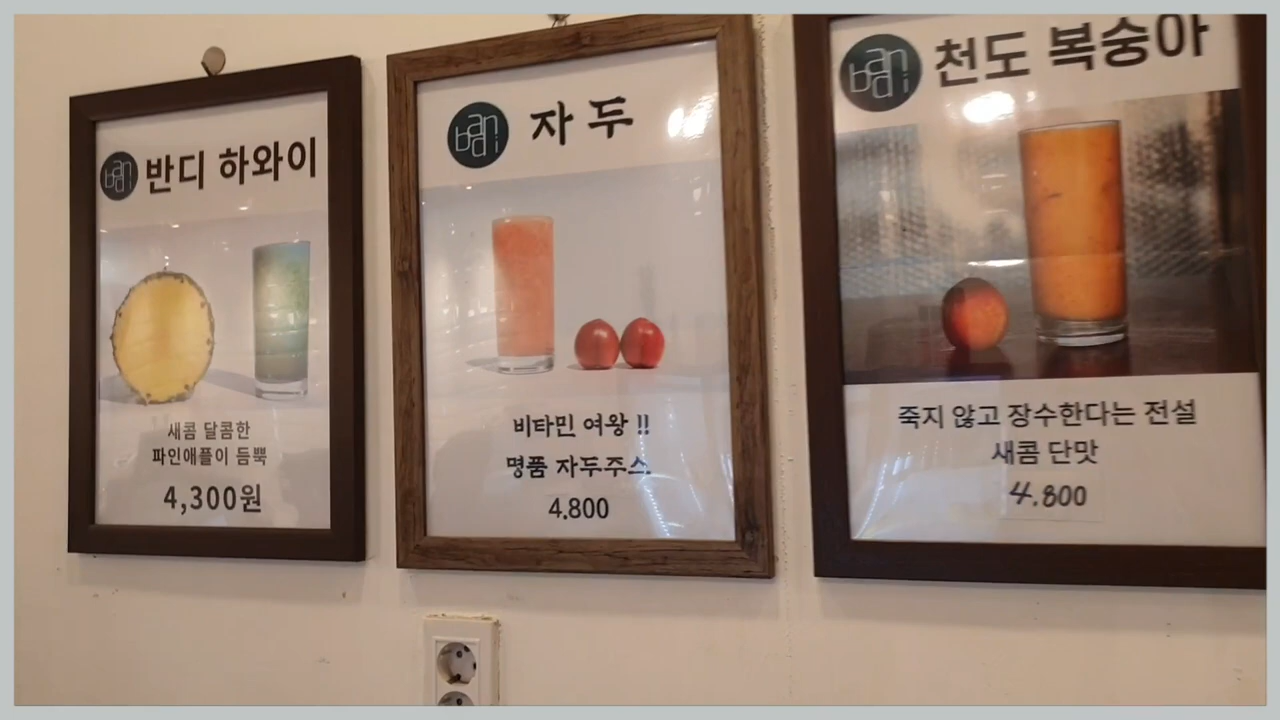 bandi
반디 하와이
새콤 달콤한
파인애플이 듬뿍
4,300원
bandi
자두
비타민 여왕 !!
명품 자두주스
4.800
bandi
천도 복숭아
죽지 않고 장수한다는 전설
새콤 단맛
4.800